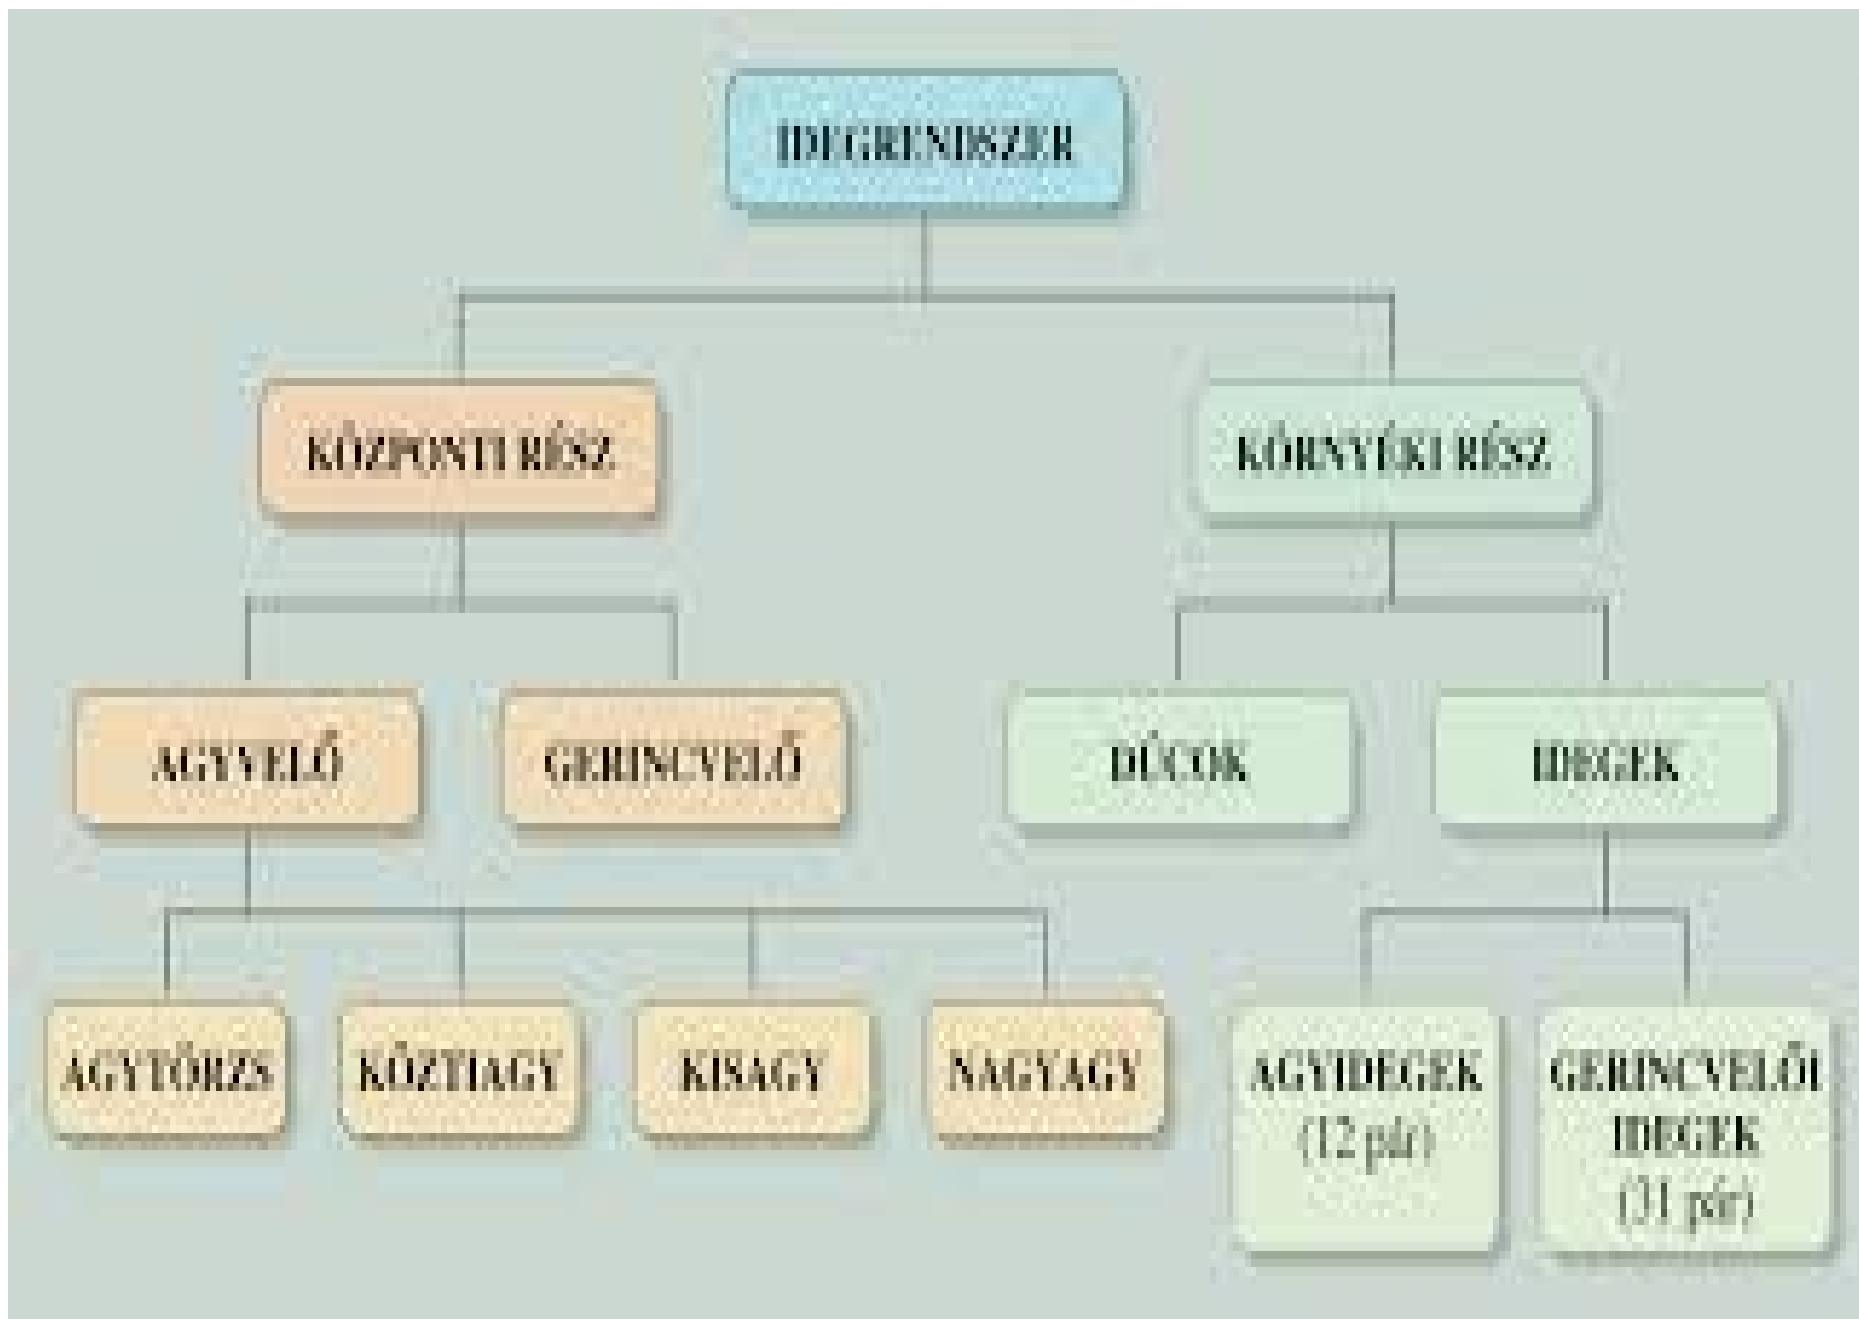 IDEGRENDSZER
KÖZPONTI RÉSZ
KÖRNYÉKI RÉSZ
AGYVELŐ
GERINCVELŐ
DÚCOK
IDEGEK
AGYTÖRZS
KÖZTIAGY
KISAGY
NAGYAGY
AGYIDEGEK
(12 pár)
GERINCVELŐI
IDEGEK
(31 pár)